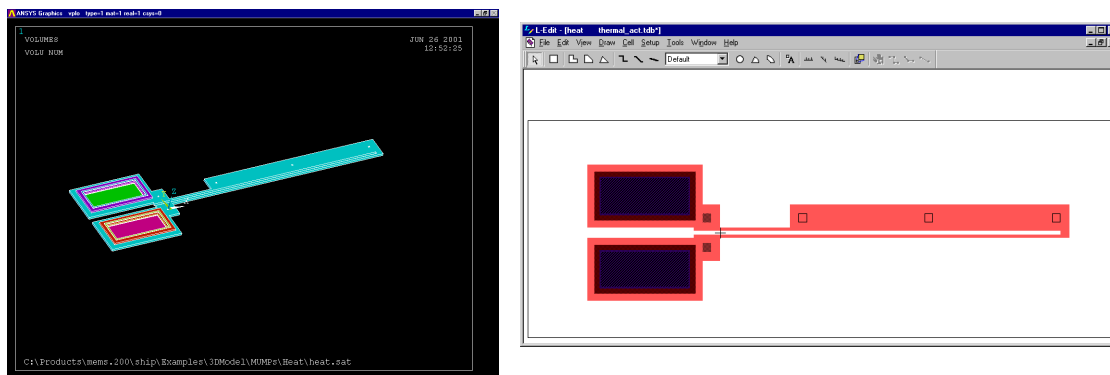 ANSYS Graphics vplo type=1 mat=1 real=1 csys=0
1
VOLUMES
VOLU NUM
JUN 26 2001
12:52:25
C:\Products\mems.200\ship\Examples\3DModel\MUMPs\Heat\heat.sat
L-Edit - [heat thermal_act.tdb*]
File Edit View Draw Cell Setup Tools Window Help
Default